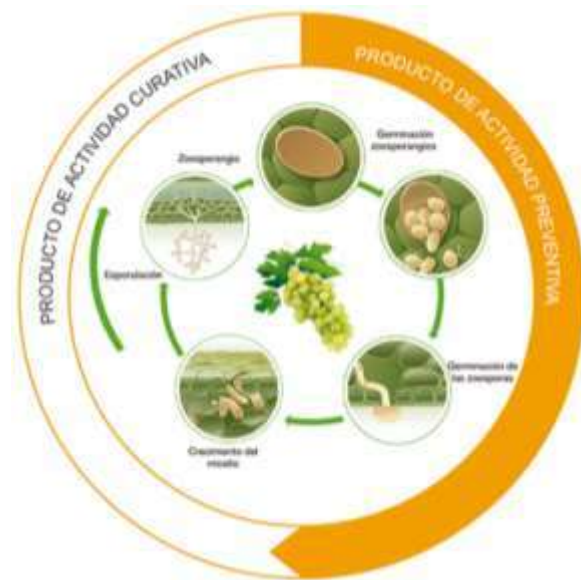 PRODUCTO DE ACTIVIDAD CURATIVA
PRODUCTO DE ACTIVIDAD PREVENTIVA
Zoosporangio
Germinación
zoosporangios
Esporulación
Germinación de
las zoosporas
Crecimiento del
micelio